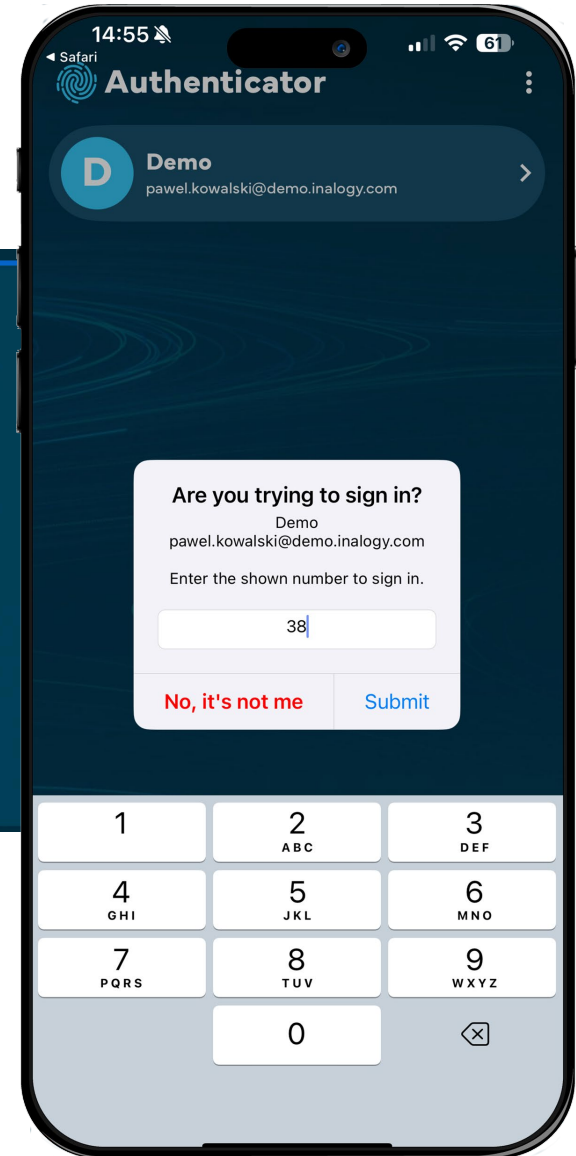 14:55
61
◀ Safari
Authenticator
D
Demo
pawel.kowalski@demo.inalogy.com
Are you trying to sign in?
Demo
pawel.kowalski@demo.inalogy.com
Enter the shown number to sign in.
38
No, it's not me
Submit
1
2
ABC
3
DEF
4
GHI
5
JKL
6
MNO
7
PQRS
8
TUV
9
WXYZ
0